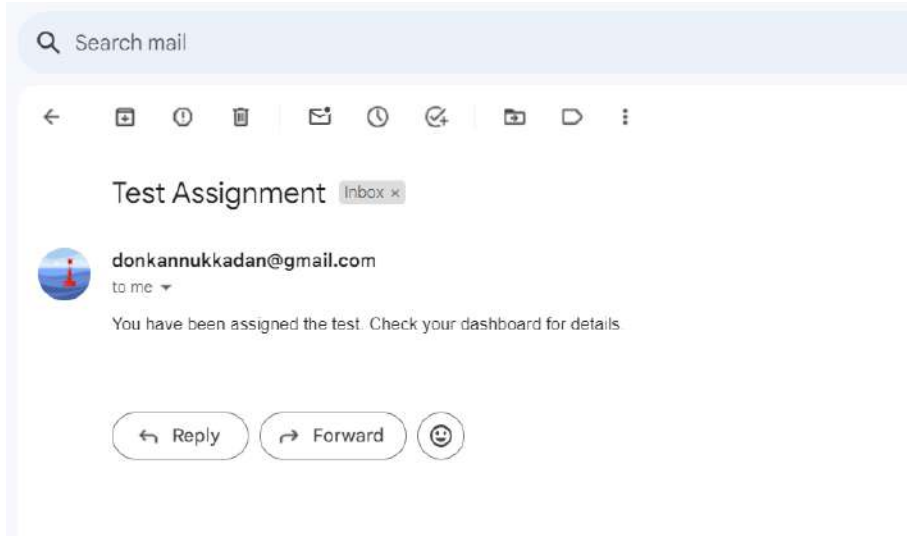 Search mail
Test Assignment Inbox ×
donkannukkadan@gmail.com
to me
You have been assigned the test. Check your dashboard for details
Reply Forward